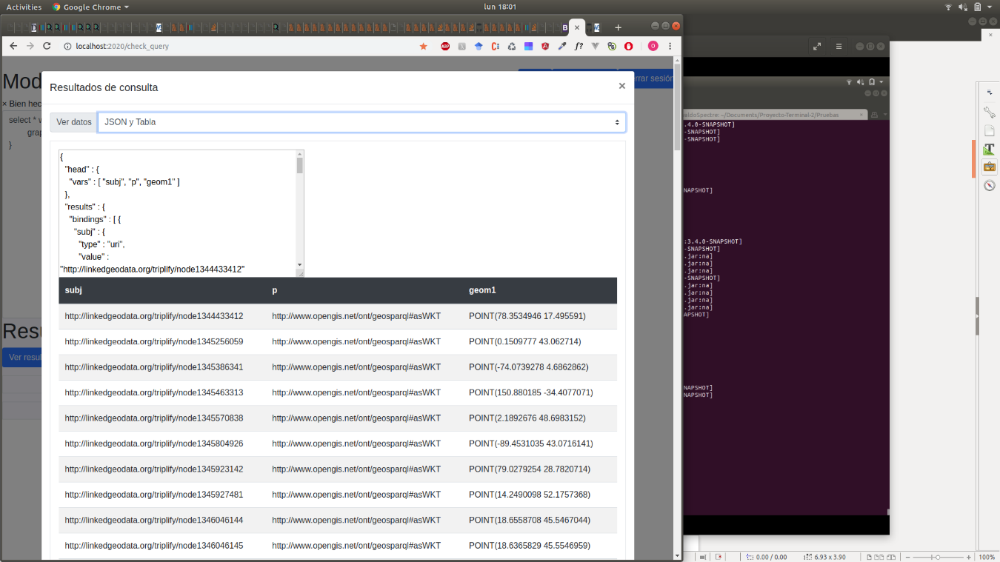 Activities
Google Chrome
lun 18:01
localhost:2020/check_query
Mod
× Bien hec
select * w
grap
}
Resu
Ver resul
rrar sesión
Resultados de consulta
×
Ver datos
JSON y Tabla
{
"head" : {
"vars" : [ "subj", "p", "geom1" ]
},
"results" : {
"bindings" : [ {
"subj" : {
"type" : "uri",
"value" :
"http://linkedgeodata.org/triplify/node1344433412"
subj p geom1
http://linkedgeodata.org/triplify/node1344433412 http://www.opengis.net/ont/geosparql#asWKT POINT(78.3534946 17.495591)
http://linkedgeodata.org/triplify/node1345256059 http://www.opengis.net/ont/geosparql#asWKT POINT(0.1509777 43.062714)
http://linkedgeodata.org/triplify/node1345386341 http://www.opengis.net/ont/geosparql#asWKT POINT(-74.0739278 4.6862862)
http://linkedgeodata.org/triplify/node1345463313 http://www.opengis.net/ont/geosparql#asWKT POINT(150.880185 -34.4077071)
http://linkedgeodata.org/triplify/node1345570838 http://www.opengis.net/ont/geosparql#asWKT POINT(2.1892676 48.6983152)
http://linkedgeodata.org/triplify/node1345804926 http://www.opengis.net/ont/geosparql#asWKT POINT(-89.4531035 43.0716141)
http://linkedgeodata.org/triplify/node1345923142 http://www.opengis.net/ont/geosparql#asWKT POINT(79.0279254 28.7820714)
http://linkedgeodata.org/triplify/node1345927481 http://www.opengis.net/ont/geosparql#asWKT POINT(14.2490098 52.1757368)
http://linkedgeodata.org/triplify/node1346046144 http://www.opengis.net/ont/geosparql#asWKT POINT(18.6558708 45.5467044)
http://linkedgeodata.org/triplify/node1346046145 http://www.opengis.net/ont/geosparql#asWKT POINT(18.6365829 45.5546959)
aldoSpectre: ~/Documents/Proyecto-Terminal-2/Pruebas
.4.0-SNAPSHOT]
-SNAPSHOT]
-SNAPSHOT]
NAPSHOT]
:3.4.0-SNAPSHOT]
-SNAPSHOT]
.jar:na]
.jar:na]
.jar:na]
-SNAPSHOT]
.jar:na]
.jar:na]
.jar:na]
.jar:na]
APSHOT]
NAPSHOT]
NAPSHOT]
0.00 / 0.00
6.93 x 3.90
100%